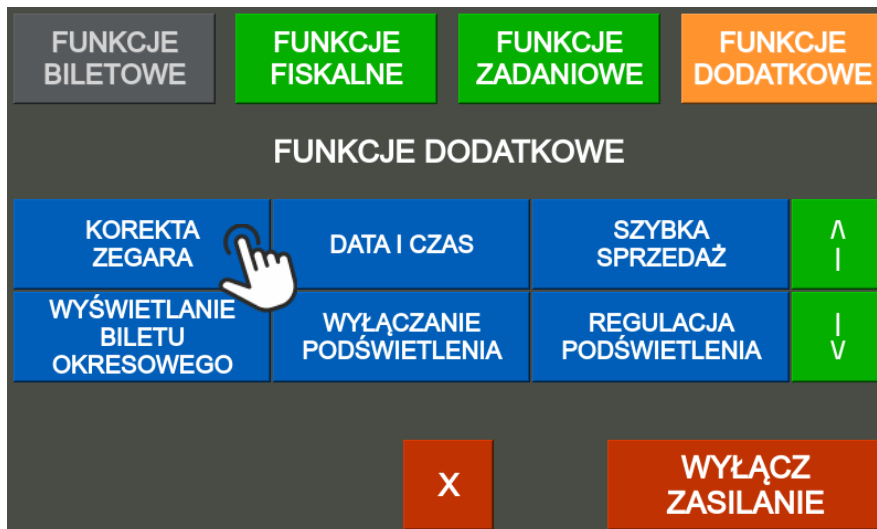 FUNKCJE BILETOWE
FUNKCJE FISKALNE
FUNKCJE ZADANIOWE
FUNKCJE DODATKOWE
FUNKCJE DODATKOWE
KOREKTA ZEGARA
DATA I CZAS
SZYBKA SPRZEDAŻ
WYŚWIETLANIE BILETU OKRESOWEGO
WYŁĄCZANIE PODŚWIETLENIA
REGULACJA PODŚWIETLENIA
X
WYŁĄCZ ZASILANIE